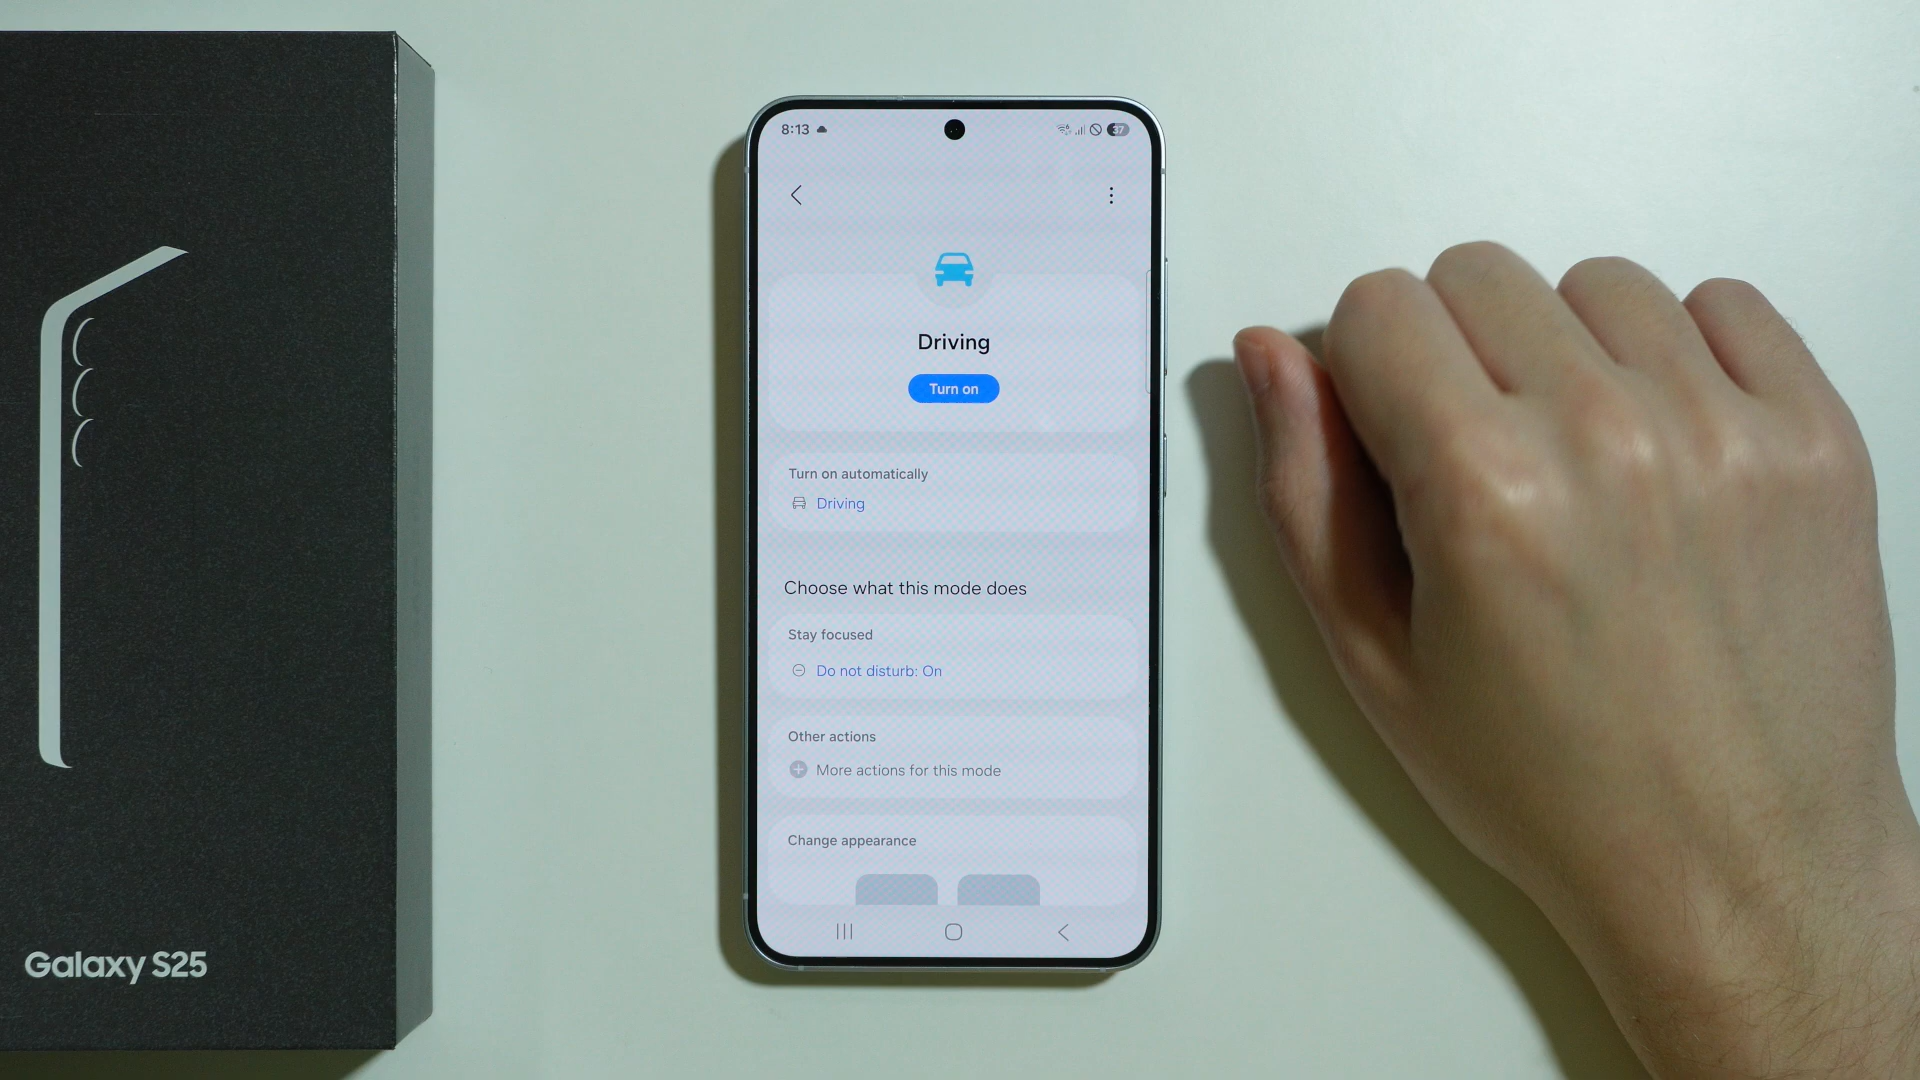 Galaxy S25
8:13
37
Driving
Turn on
Turn on automatically
Driving
Choose what this mode does
Stay focused
Do not disturb: On
Other actions
More actions for this mode
Change appearance